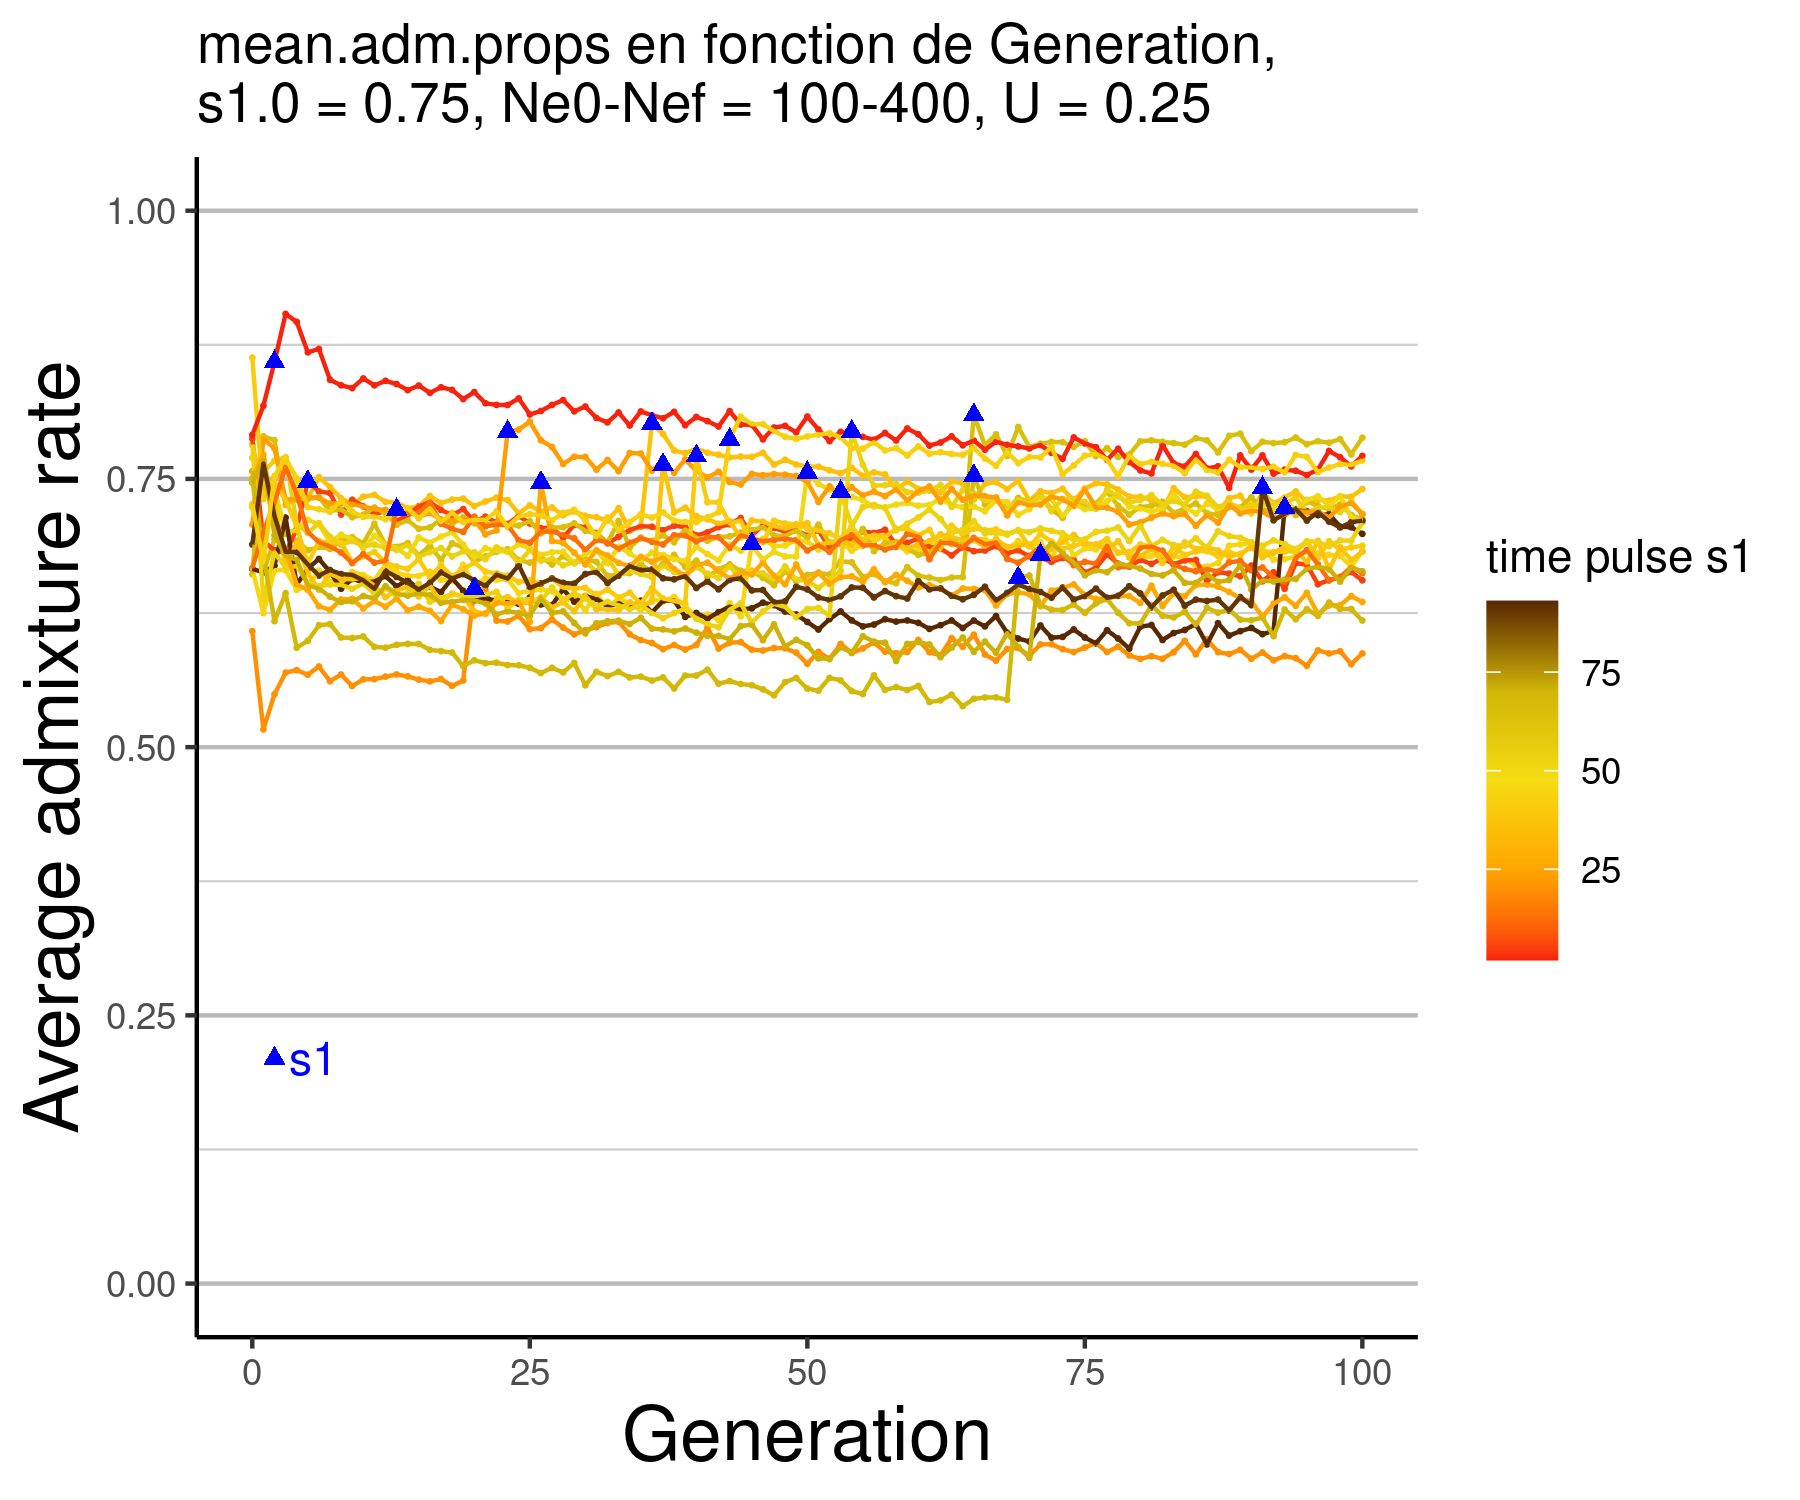 mean.adm.props en fonction de Generation,
s1.0 = 0.75, Ne0-Nef = 100-400, U = 0.25
Average admixture rate
1.00
0.75
0.50
0.25
0.00
s1
0
25
50
75
100
Generation
time pulse s1
75
50
25